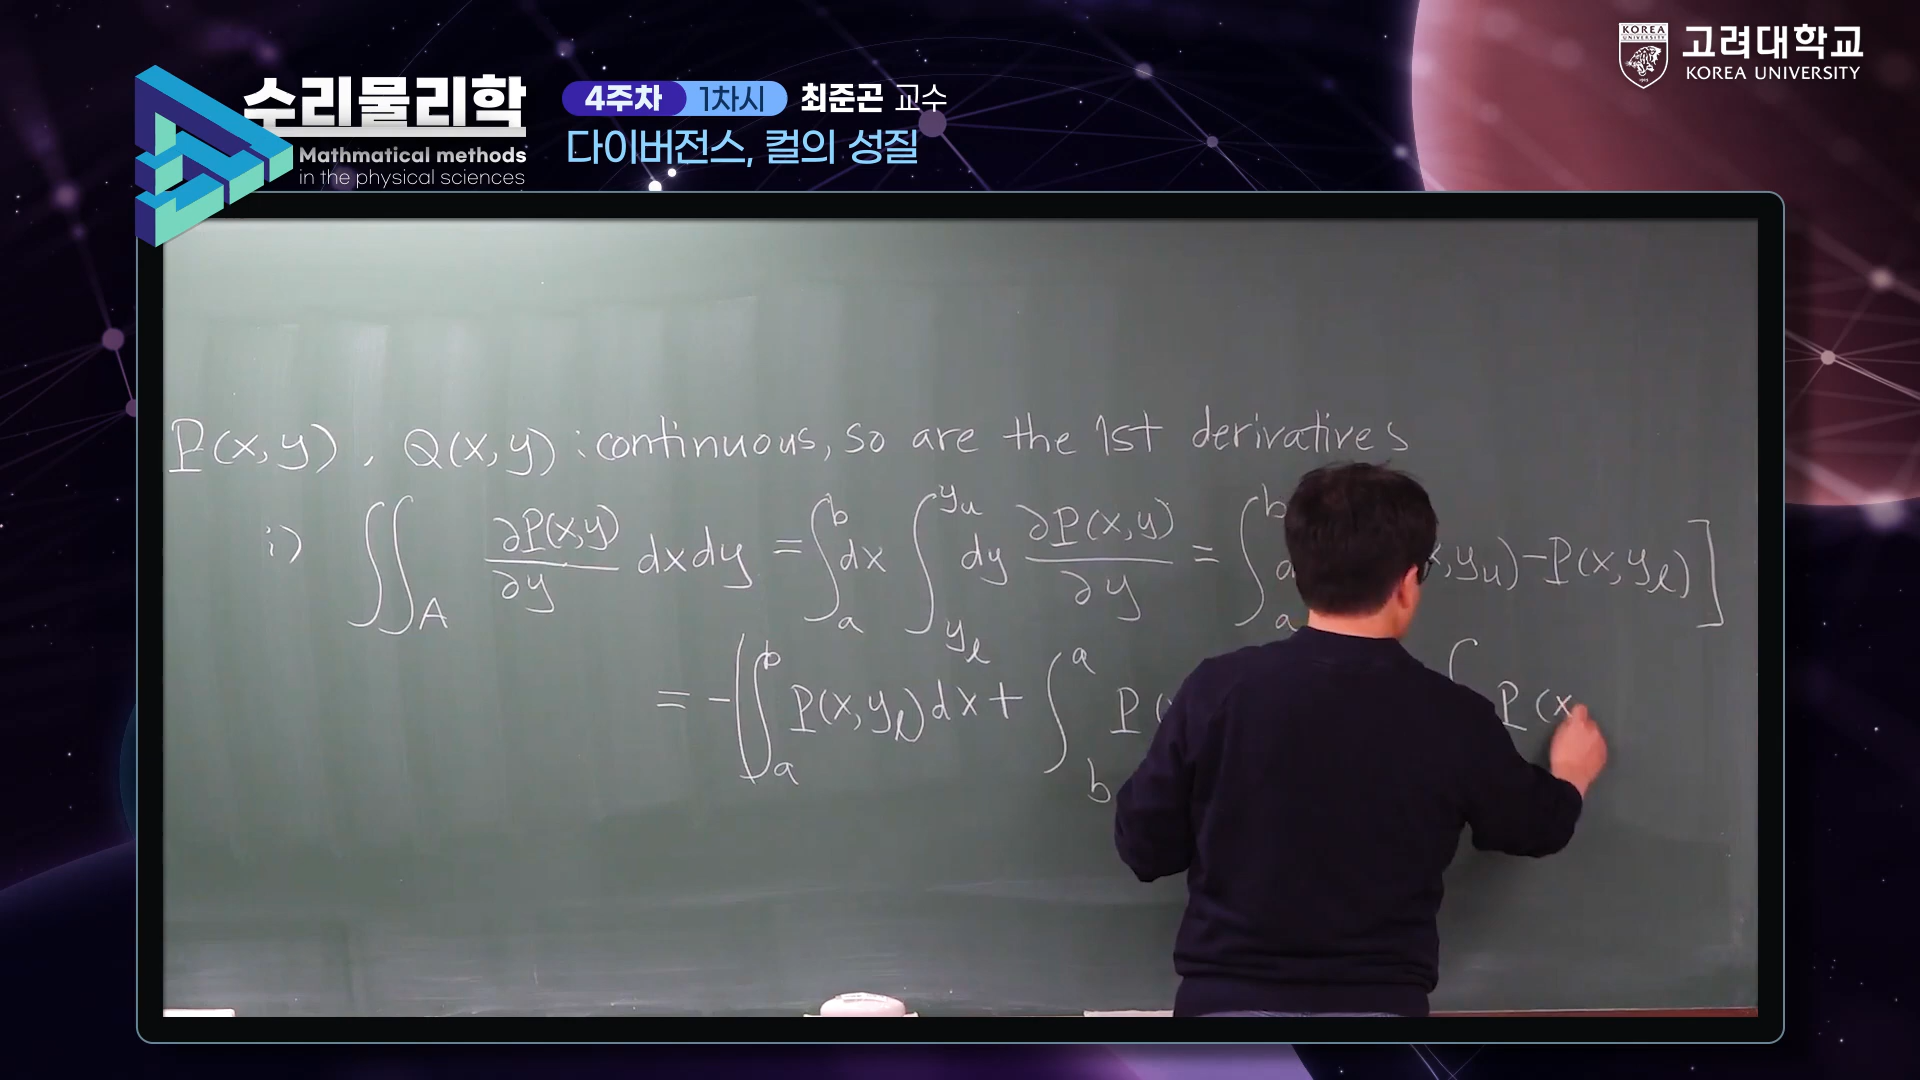 수리물리학
Mathmatical methods
in the physical sciences
4주차 1차시 최준곤 교수
다이버전스, 컬의 성질
KOREA UNIVERSITY
고려대학교
KOREA UNIVERSITY
P(x,y), Q(x,y) : continuous, so are the 1st derivatives
i) ∬_A ∂P(x,y)/∂y dxdy = ∫_a^b dx ∫_{y_l}^{y_u} dy ∂P(x,y)/∂y = ∫_a^b ,y_u) - P(x,y_l)]
= -(∫_a^b P(x,y_l)dx + ∫_b^a P( ∫ P(x